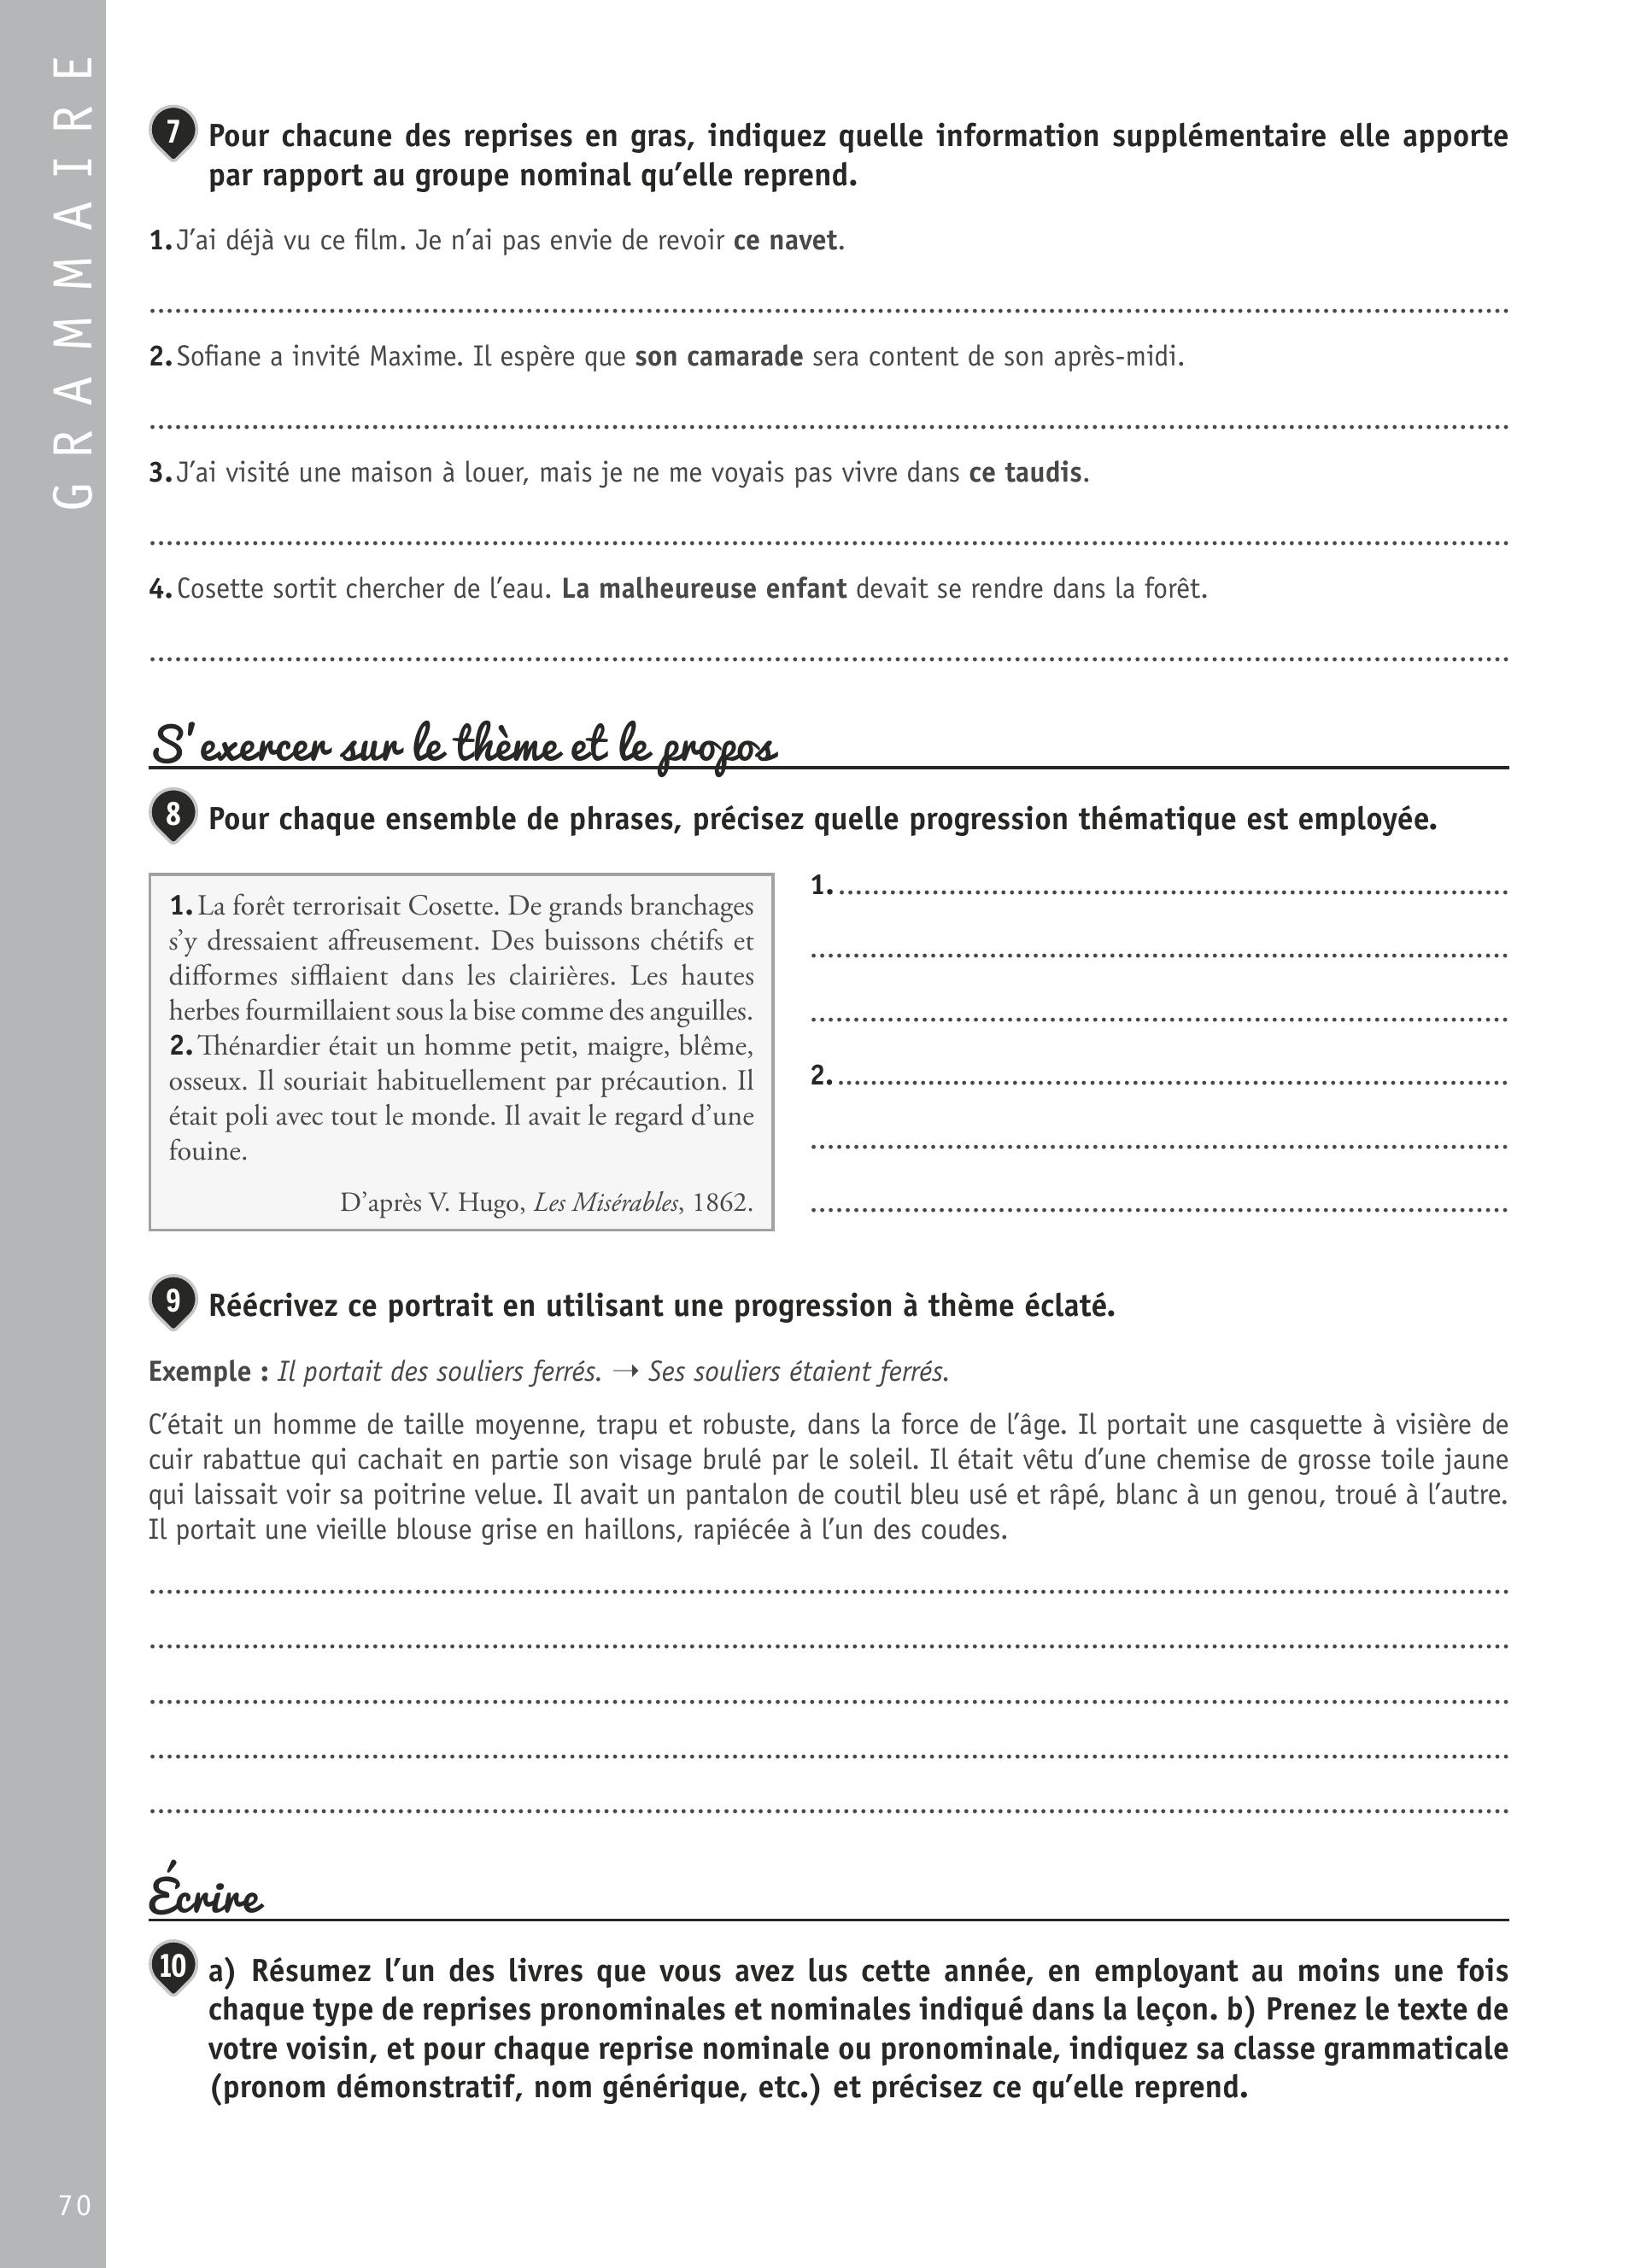 GRAMMAIRE
7 Pour chacune des reprises en gras, indiquez quelle information supplémentaire elle apporte
par rapport au groupe nominal qu’elle reprend.
1. J’ai déjà vu ce film. Je n’ai pas envie de revoir ce navet.
2. Sofiane a invité Maxime. Il espère que son camarade sera content de son après-midi.
3. J’ai visité une maison à louer, mais je ne me voyais pas vivre dans ce taudis.
4. Cosette sortit chercher de l’eau. La malheureuse enfant devait se rendre dans la forêt.
S’exercer sur le thème et le propos
8 Pour chaque ensemble de phrases, précisez quelle progression thématique est employée.
1. La forêt terrorisait Cosette. De grands branchages
s’y dressaient affreusement. Des buissons chétifs et
difformes sifflaient dans les clairières. Les hautes
herbes fourmillaient sous la bise comme des anguilles.
2. Thénardier était un homme petit, maigre, blême,
osseux. Il souriait habituellement par précaution. Il
était poli avec tout le monde. Il avait le regard d’une
fouine.
D’après V. Hugo, Les Misérables, 1862.
1.
2.
9 Réécrivez ce portrait en utilisant une progression à thème éclaté.
Exemple : Il portait des souliers ferrés. → Ses souliers étaient ferrés.
C’était un homme de taille moyenne, trapu et robuste, dans la force de l’âge. Il portait une casquette à visière de
cuir rabattue qui cachait en partie son visage brulé par le soleil. Il était vêtu d’une chemise de grosse toile jaune
qui laissait voir sa poitrine velue. Il avait un pantalon de coutil bleu usé et râpé, blanc à un genou, troué à l’autre.
Il portait une vieille blouse grise en haillons, rapiécée à l’un des coudes.
Écrire
10 a) Résumez l’un des livres que vous avez lus cette année, en employant au moins une fois
chaque type de reprises pronominales et nominales indiqué dans la leçon. b) Prenez le texte de
votre voisin, et pour chaque reprise nominale ou pronominale, indiquez sa classe grammaticale
(pronom démonstratif, nom générique, etc.) et précisez ce qu’elle reprend.
70